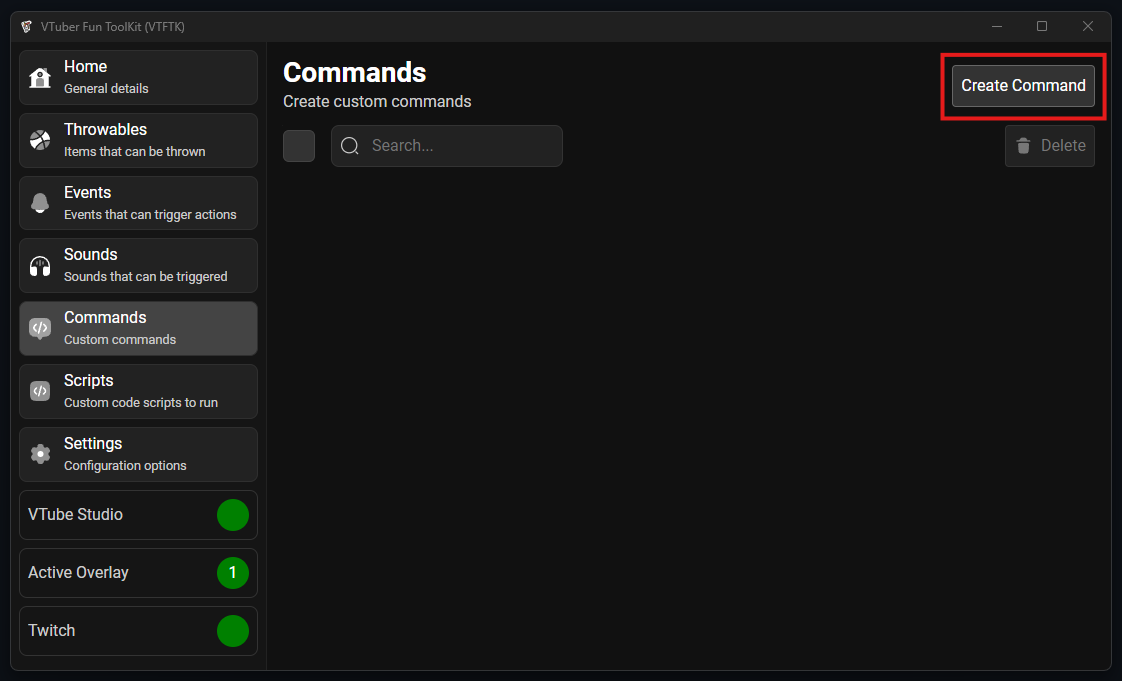 VTuber Fun ToolKit (VTFTK)
Home
General details
Throwables
Items that can be thrown
Events
Events that can trigger actions
Sounds
Sounds that can be triggered
Commands
Custom commands
Scripts
Custom code scripts to run
Settings
Configuration options
VTube Studio
Active Overlay 1
Twitch
Commands
Create custom commands
Create Command
Search...
Delete